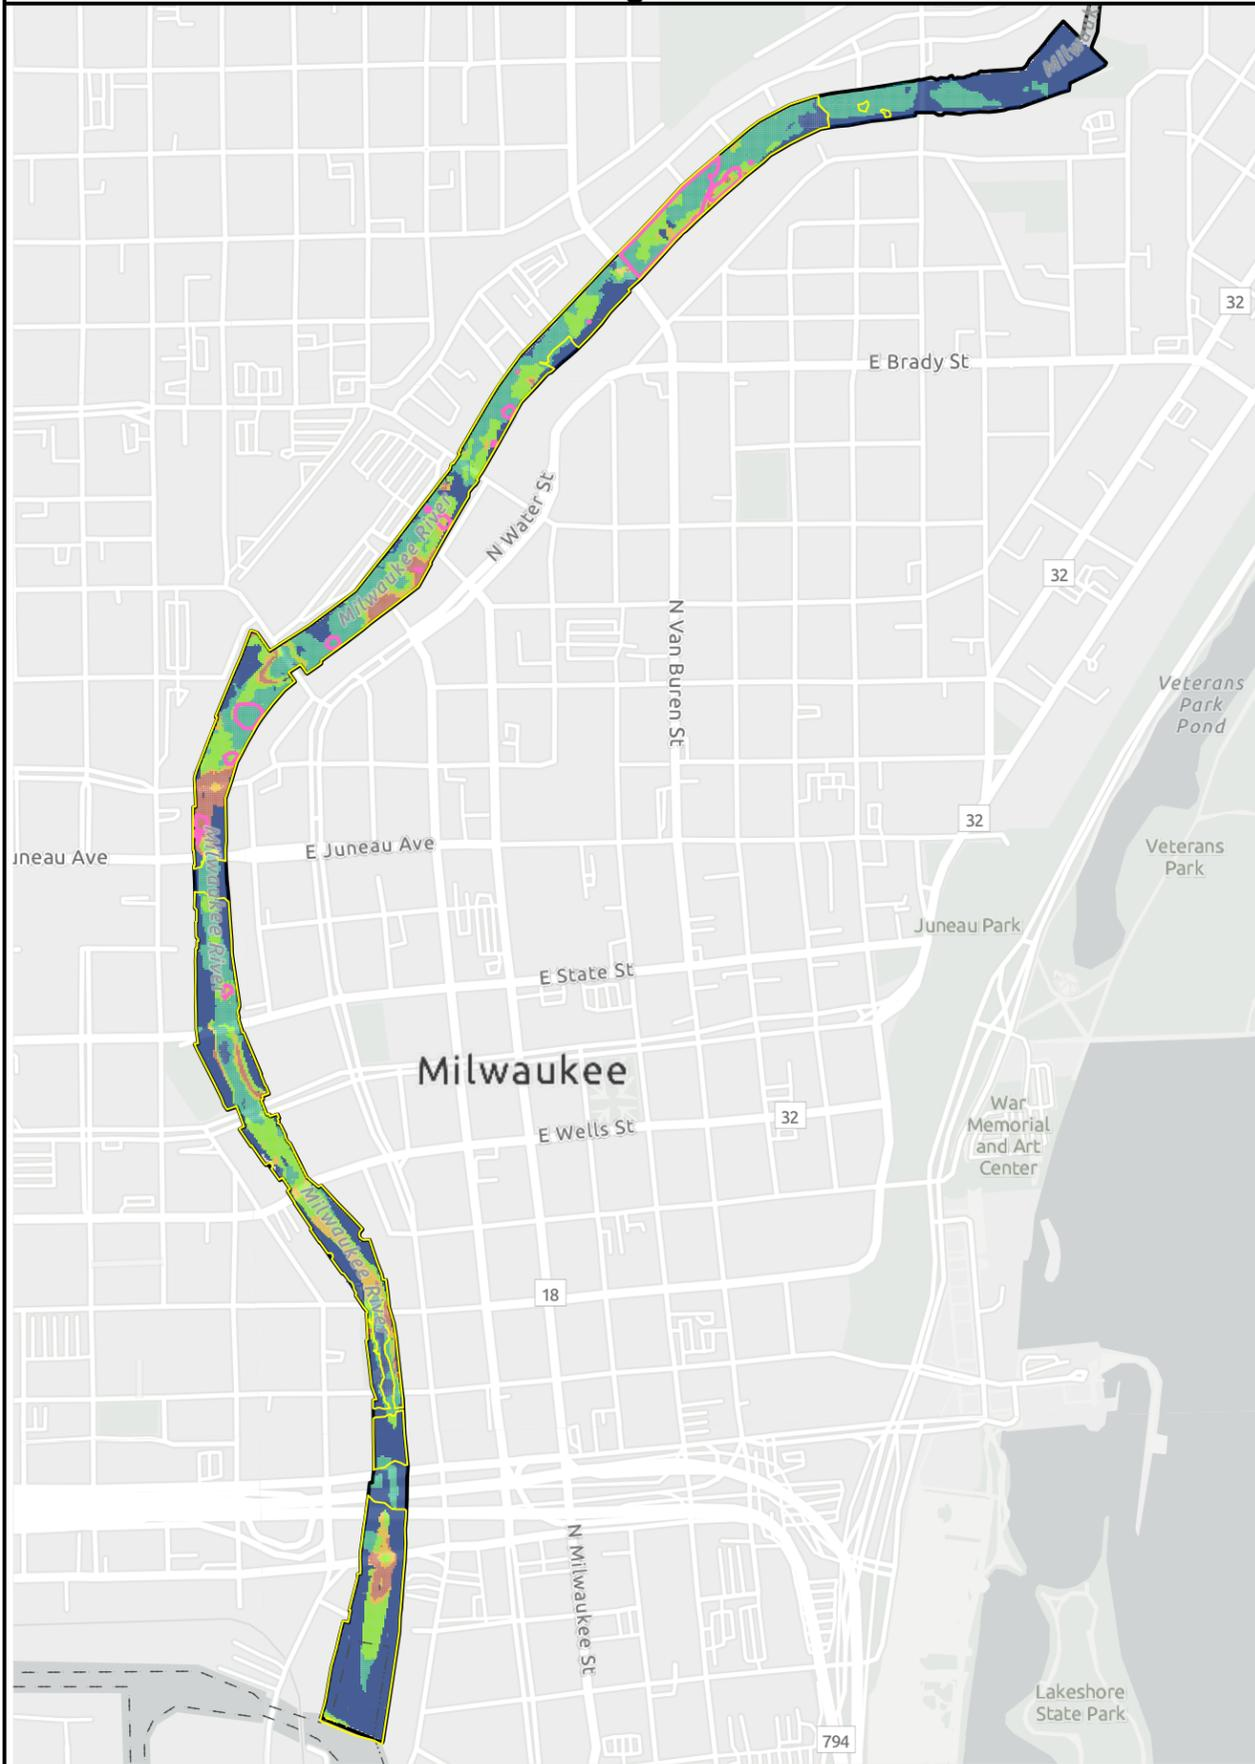 Milwauk
32
E Brady St
N Water St
32
Milwaukee River
N Van Buren St
Veterans
Park
Pond
32
Veterans
Park
uneau Ave
E Juneau Ave
Milwaukee River
Juneau Park
E State St
Milwaukee
War
Memorial
and Art
Center
32
E Wells St
Milwaukee River
18
N Milwaukee St
Lakeshore
State Park
794